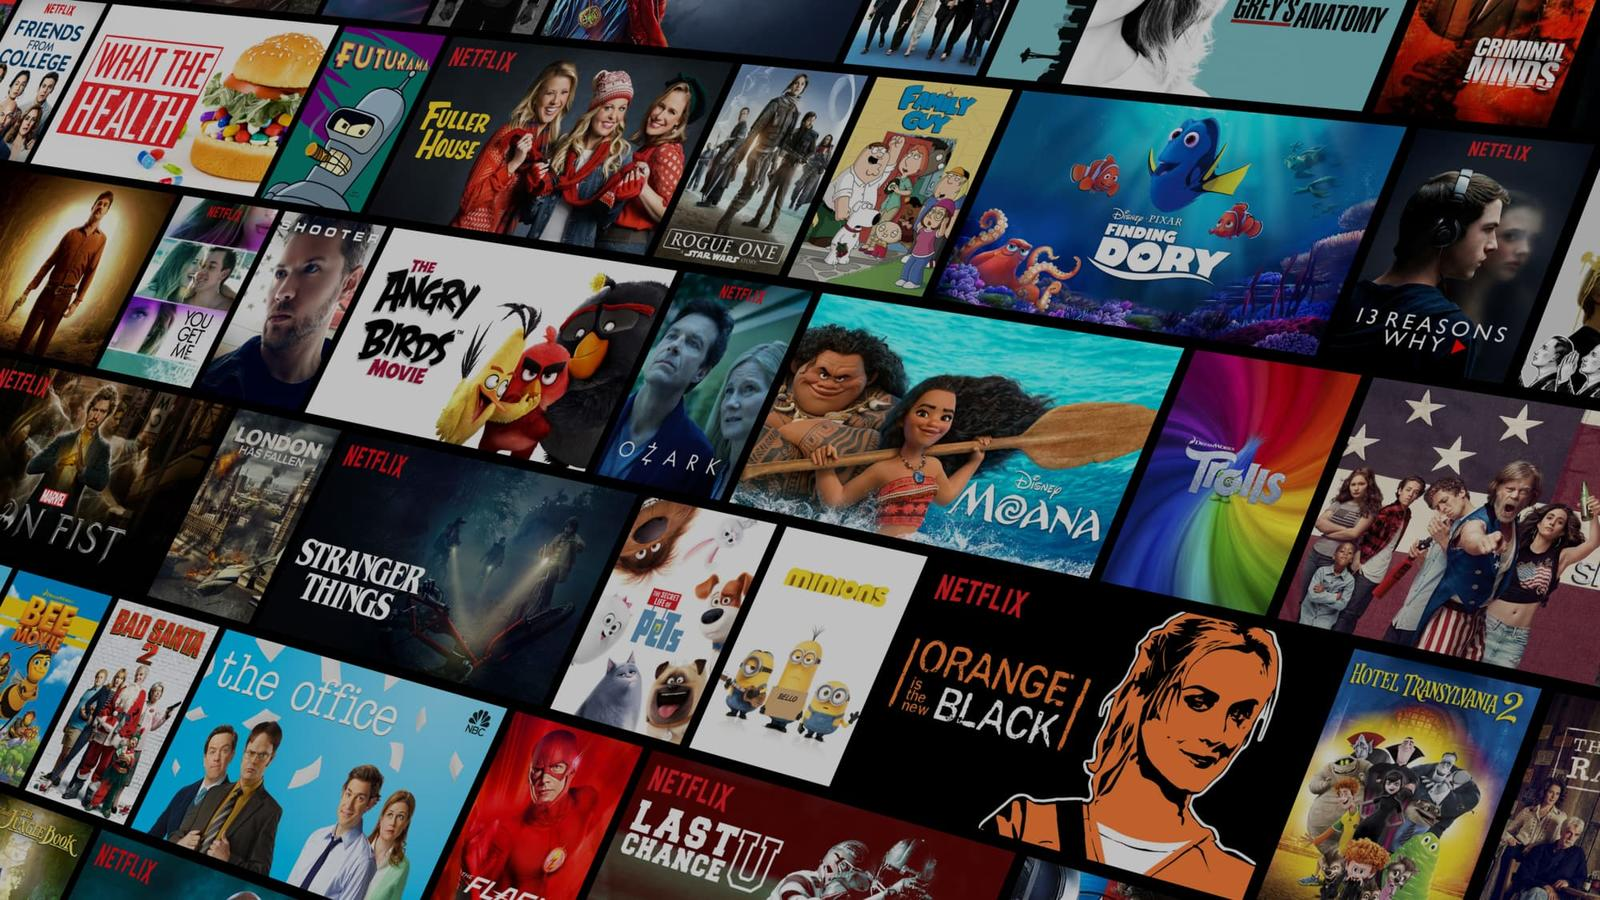 NETFLIX
FRIENDS
FROM
COLLEGE
WHAT THE
HEALTH
FUTURAMA
NETFLIX
FULLER
HOUSE
ROGUE ONE
A STAR WARS STORY
FAMILY
GUY
GREY'S ANATOMY
CRIMINAL
MINDS
DISNEY · PIXAR
FINDING
DORY
NETFLIX
13 REASONS
WHY
NETFLIX
YOU
GET
ME
SHOOTER
THE
ANGRY
BIRDS
MOVIE
NETFLIX
OZARK
DISNEY
MOANA
DREAMWORKS
Trolls
NETFLIX
MARVEL
ON FIST
LONDON
HAS FALLEN
NETFLIX
STRANGER
THINGS
THE SECRET
LIFE OF
PETS
MINIONS
BELLO
NETFLIX
ORANGE
is
the
new
BLACK
HOTEL TRANSYLVANIA 2
BEE
MOVIE
BAD SANTA
2
the office
NBC
THE
FLASH
NETFLIX
LAST
CHANCE
U
THE
JUNGLE BOOK
NETFLIX
TH
RA